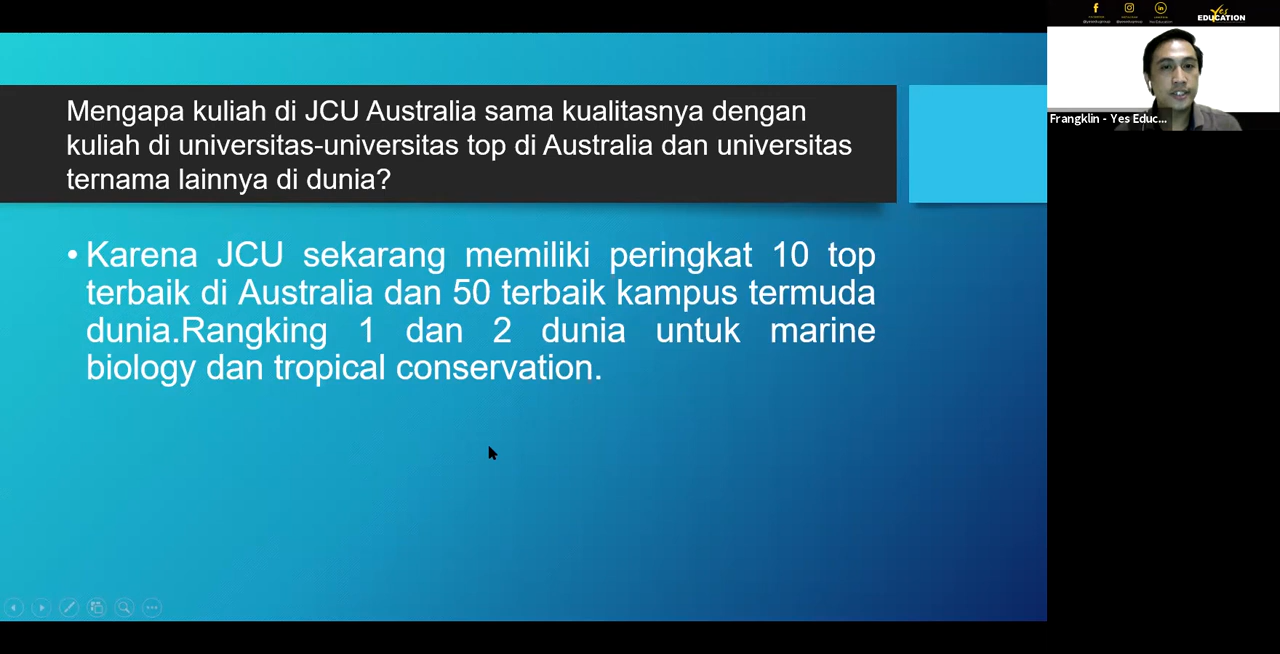 Mengapa kuliah di JCU Australia sama kualitasnya dengan
kuliah di universitas-universitas top di Australia dan universitas
ternama lainnya di dunia?
• Karena JCU sekarang memiliki peringkat 10 top
terbaik di Australia dan 50 terbaik kampus termuda
dunia.Rangking 1 dan 2 dunia untuk marine
biology dan tropical conservation.
Yes
EDUCATION
Frangklin - Yes Educ...